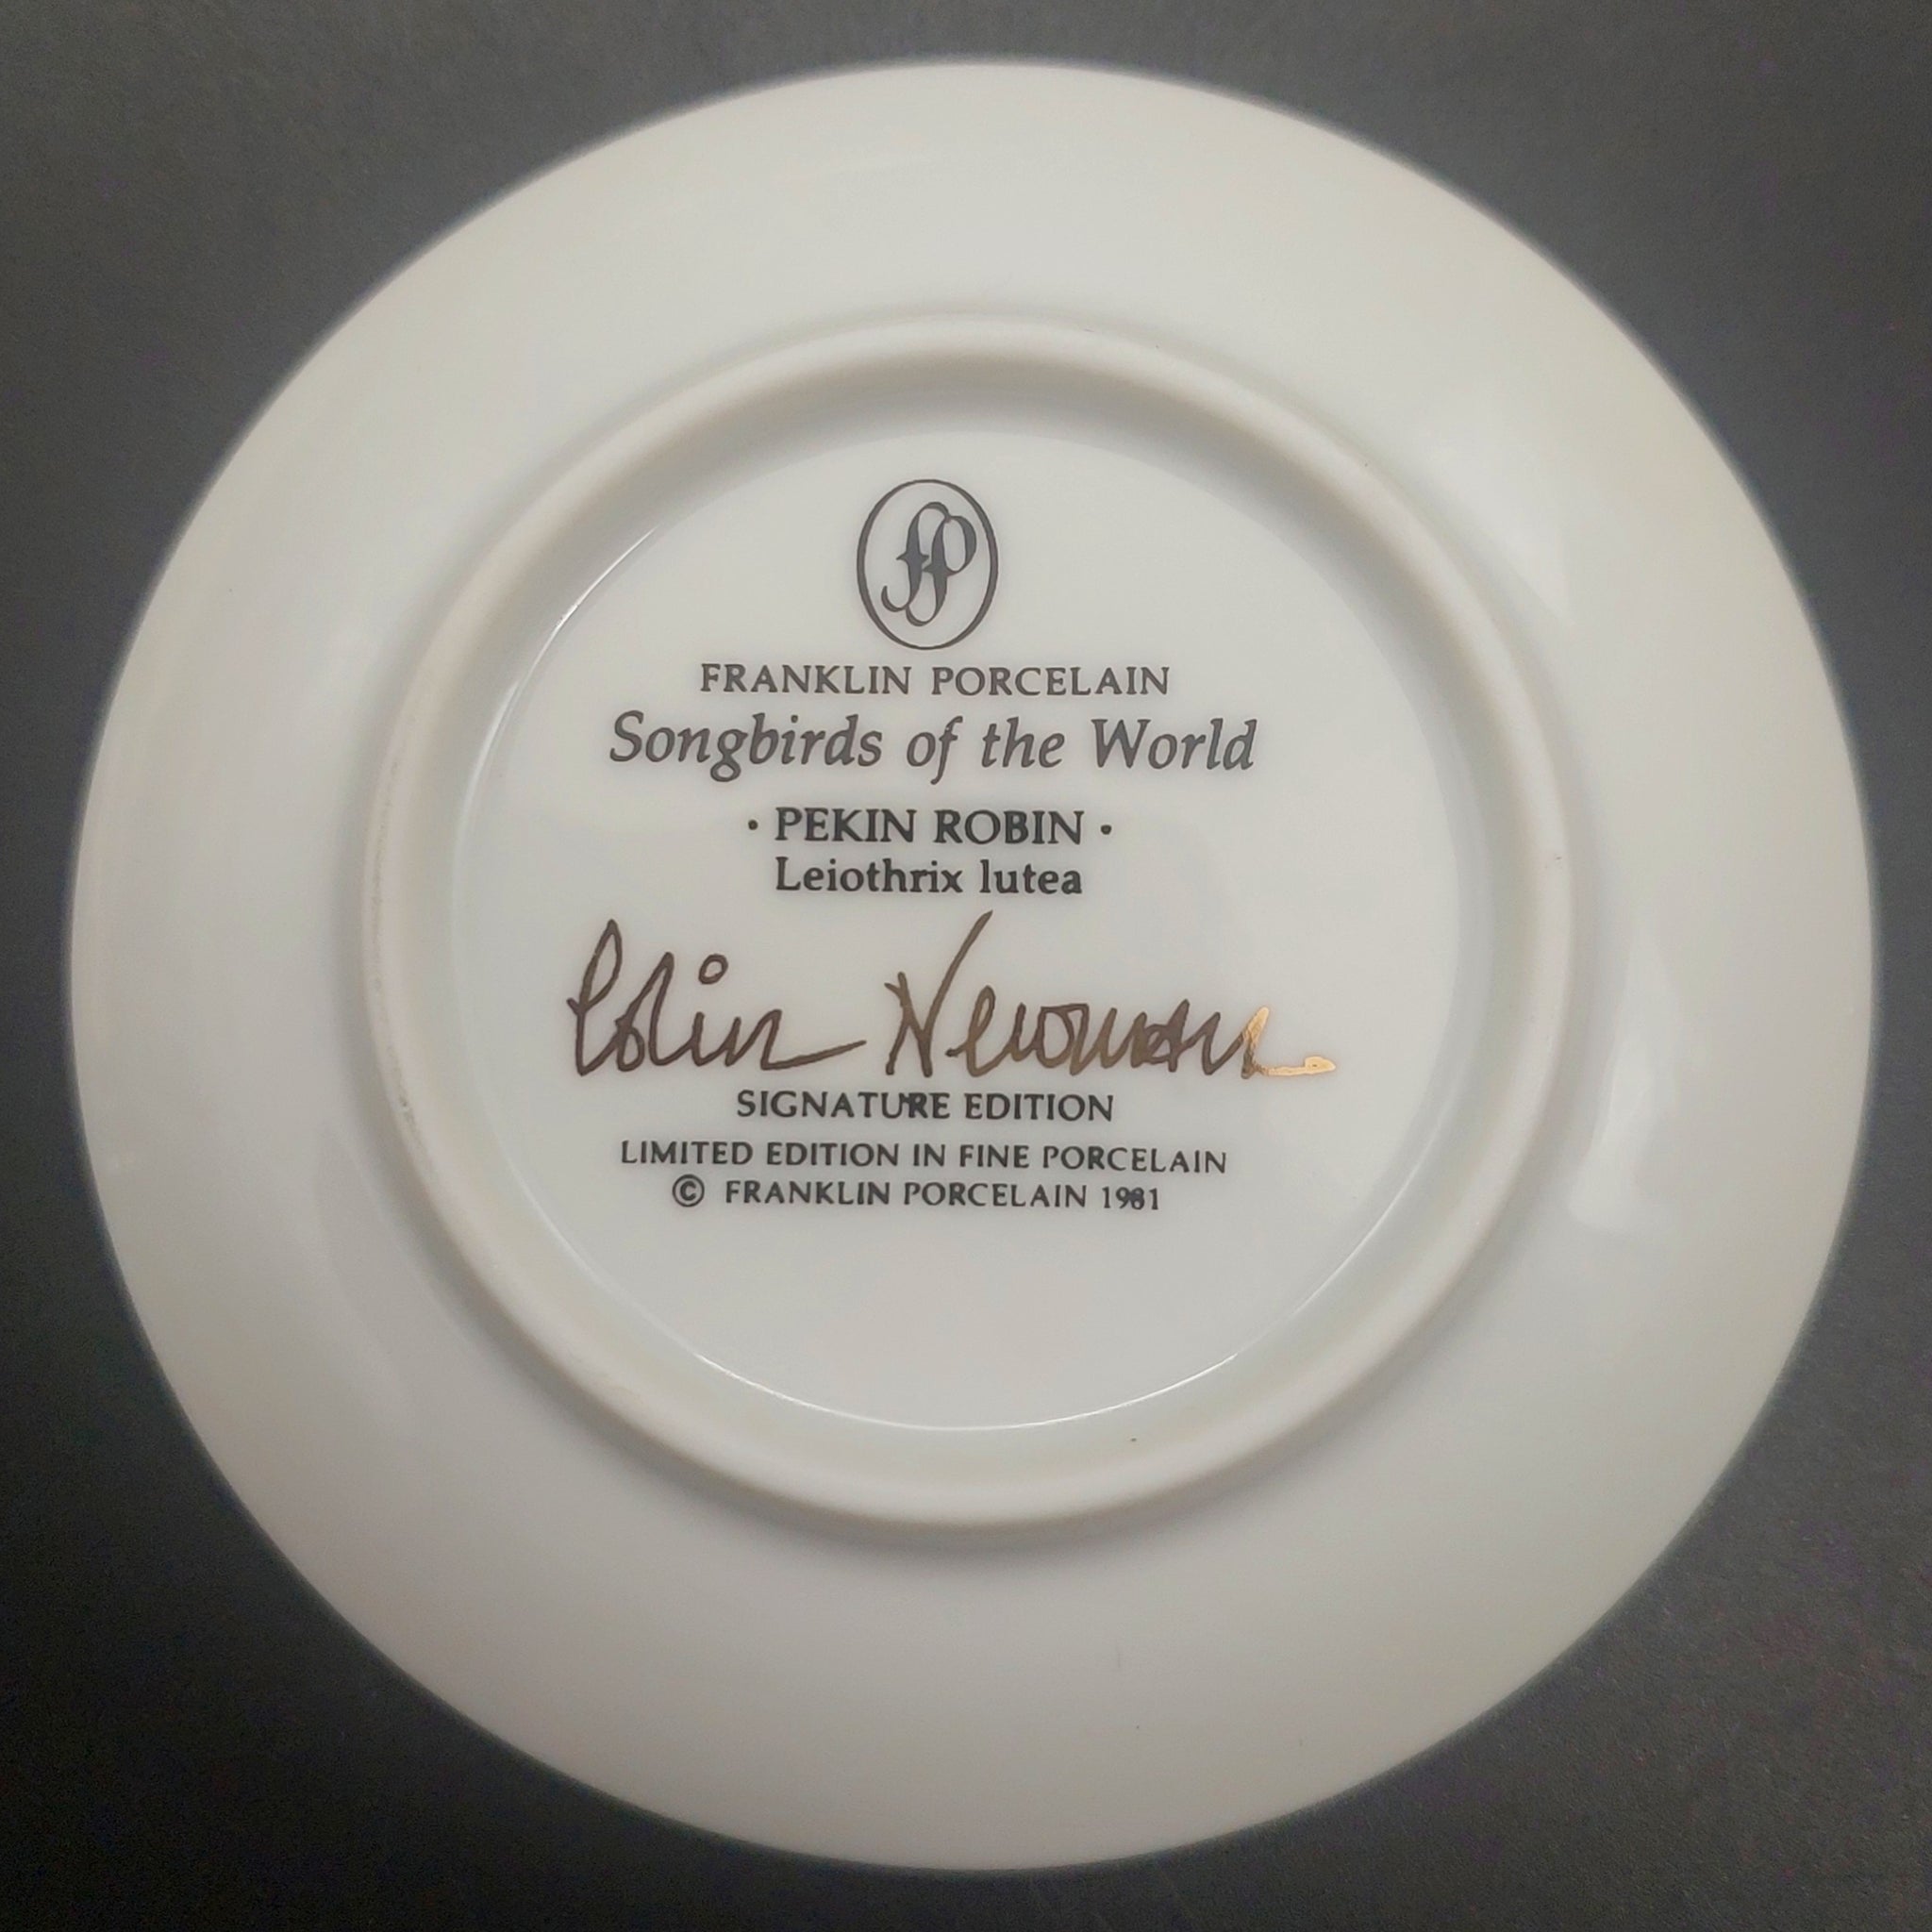 FP
FRANKLIN PORCELAIN
Songbirds of the World
· PEKIN ROBIN ·
Leiothrix lutea
Colin Newman
SIGNATURE EDITION
LIMITED EDITION IN FINE PORCELAIN
© FRANKLIN PORCELAIN 1981